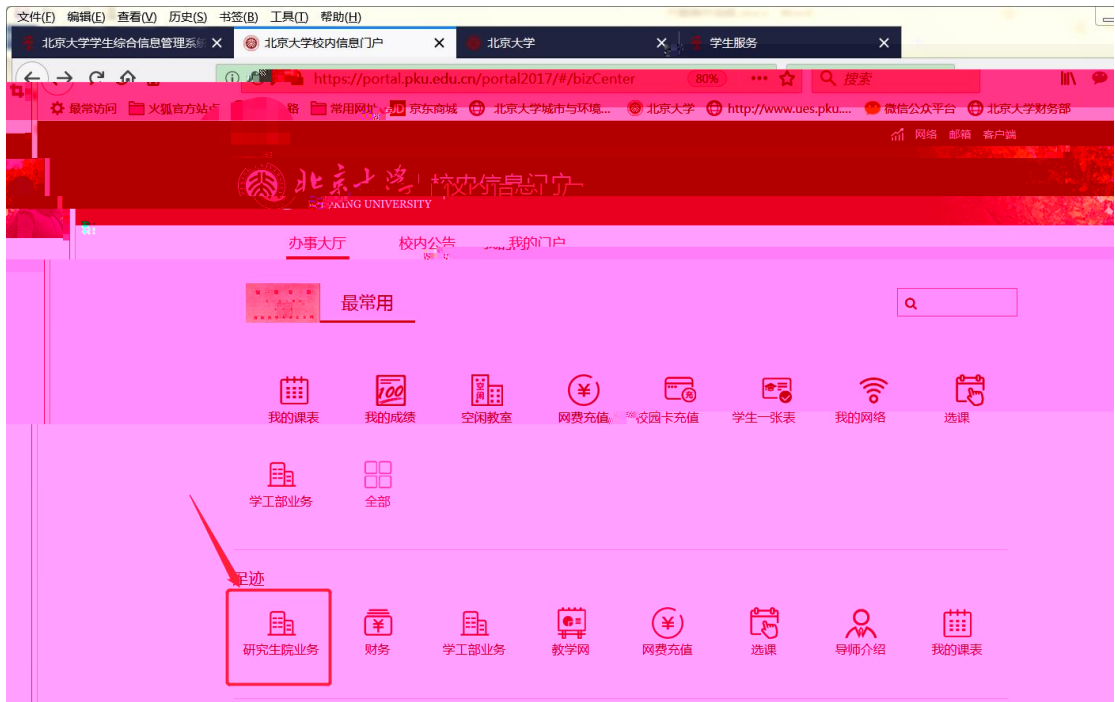 文件(F) 编辑(E) 查看(V) 历史(S) 书签(B) 工具(T) 帮助(H)
北京大学学生综合信息管理系统 北京大学校内信息门户 北京大学 学生服务
https://portal.pku.edu.cn/portal2017/#/bizCenter 80% 搜索
最常访问 火狐官方站点 常用网址 JD 京东商城 北京大学城市与环境... 北京大学 http://www.ues.pku.... 微信公众平台 北京大学财务部
网络 邮箱 客户端
北京大学 校内信息门户
PEKING UNIVERSITY
办事大厅 校内公告 我的门户
最常用
我的课表 我的成绩 空闲教室 网费充值 校园卡充值 学生一张表 我的网络 选课
学工部业务 全部
足迹
研究生院业务 财务 学工部业务 教学网 网费充值 选课 导师介绍 我的课表